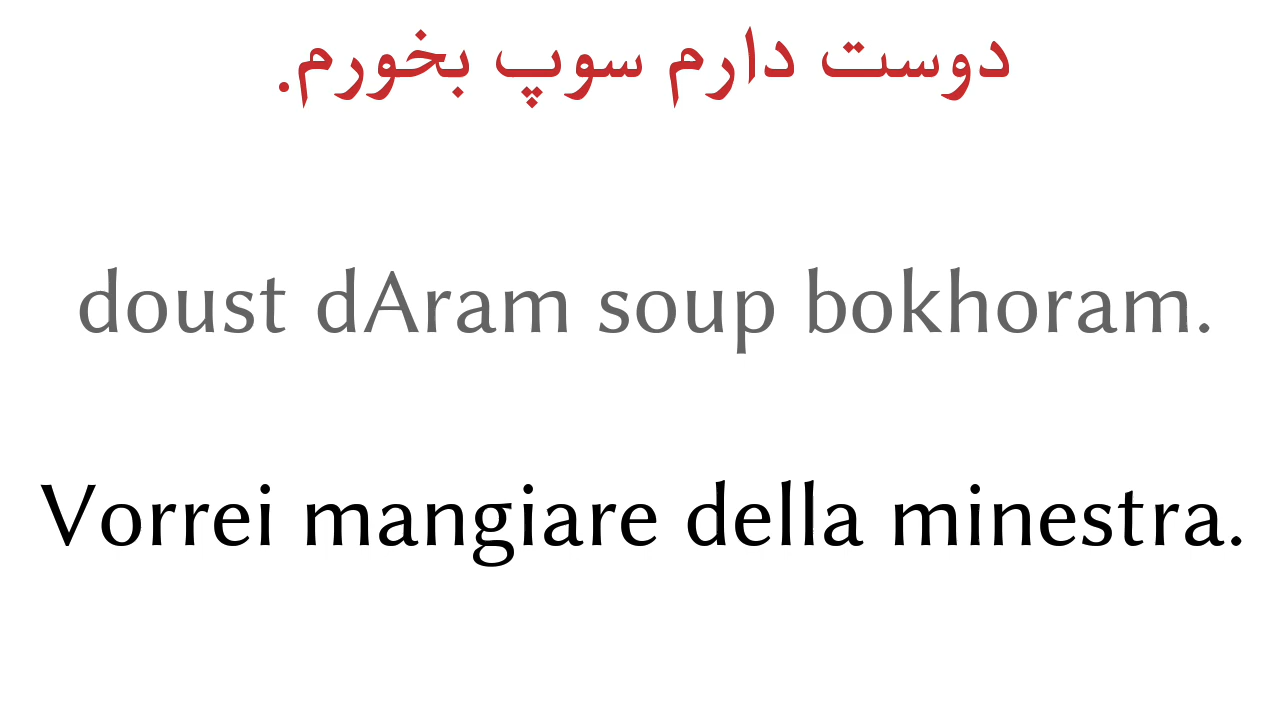 دوست دارم سوپ بخورم.
doust dAram soup bokhoram.
Vorrei mangiare della minestra.